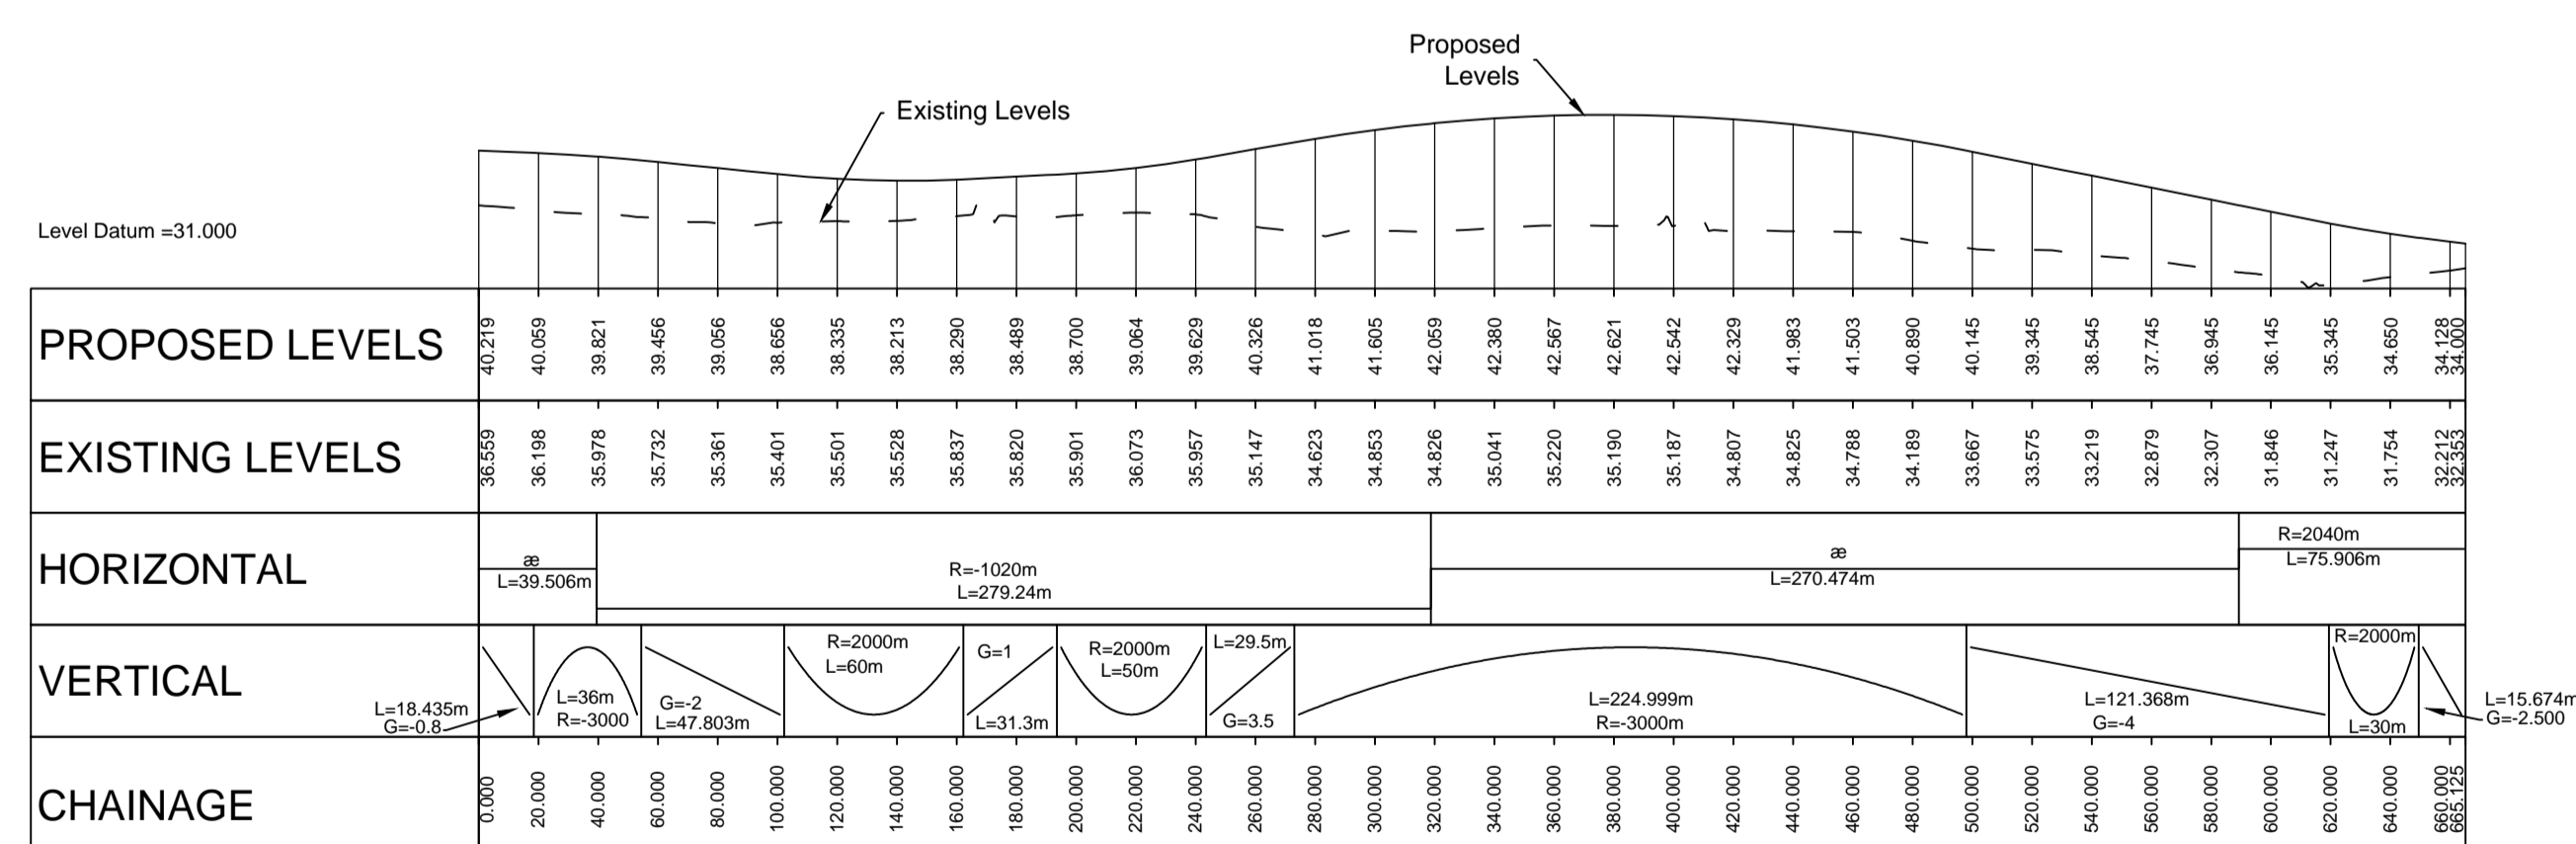 Proposed
Levels
Existing Levels
Level Datum =31.000
PROPOSED LEVELS
40.219 40.059 39.821 39.456 39.056 38.656 38.335 38.213 38.290 38.489 38.700 39.064 39.629 40.326 41.018 41.605 42.059 42.380 42.567 42.621 42.542 42.329 41.983 41.503 40.890 40.145 39.345 38.545 37.745 36.945 36.145 35.345 34.650 34.128 34.000
EXISTING LEVELS
36.559 36.198 35.978 35.732 35.361 35.401 35.501 35.528 35.837 35.820 35.901 36.073 35.957 35.147 34.623 34.853 34.826 35.041 35.220 35.190 35.187 34.807 34.825 34.788 34.189 33.667 33.575 33.219 32.879 32.307 31.846 31.247 31.754 32.212 32.353
HORIZONTAL
æ
L=39.506m
R=-1020m
L=279.24m
æ
L=270.474m
R=2040m
L=75.906m
VERTICAL
L=18.435m
G=-0.8
L=36m
R=-3000
G=-2
L=47.803m
R=2000m
L=60m
G=1
L=31.3m
R=2000m
L=50m
L=29.5m
G=3.5
L=224.999m
R=-3000m
L=121.368m
G=-4
R=2000m
L=30m
L=15.674m
G=-2.500
CHAINAGE
0.000 20.000 40.000 60.000 80.000 100.000 120.000 140.000 160.000 180.000 200.000 220.000 240.000 260.000 280.000 300.000 320.000 340.000 360.000 380.000 400.000 420.000 440.000 460.000 480.000 500.000 520.000 540.000 560.000 580.000 600.000 620.000 640.000 660.000 665.125